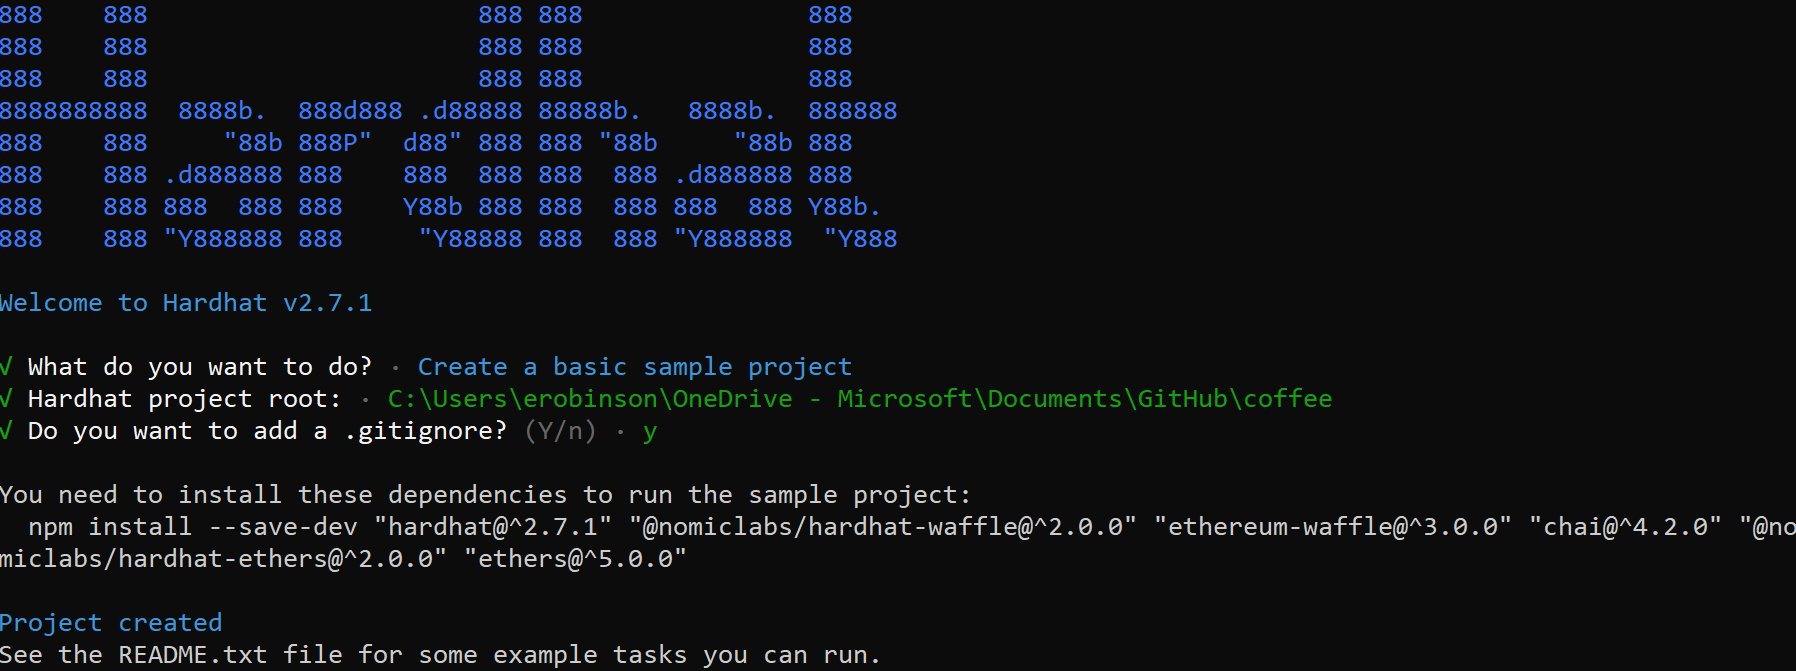 888    888                      888 888               888
888    888                      888 888               888
888    888                      888 888               888
8888888888  8888b.  888d888 .d88888 88888b.   8888b.  888888
888    888     "88b 888P"  d88" 888 888 "88b     "88b 888
888    888 .d888888 888    888  888 888  888 .d888888 888
888    888 888  888 888    Y88b 888 888  888 888  888 Y88b.
888    888 "Y888888 888     "Y88888 888  888 "Y888888  "Y888
Welcome to Hardhat v2.7.1
√ What do you want to do? · Create a basic sample project
√ Hardhat project root: · C:\Users\erobinson\OneDrive - Microsoft\Documents\GitHub\coffee
√ Do you want to add a .gitignore? (Y/n) · y
You need to install these dependencies to run the sample project:
  npm install --save-dev "hardhat@^2.7.1" "@nomiclabs/hardhat-waffle@^2.0.0" "ethereum-waffle@^3.0.0" "chai@^4.2.0" "@no
miclabs/hardhat-ethers@^2.0.0" "ethers@^5.0.0"
Project created
See the README.txt file for some example tasks you can run.